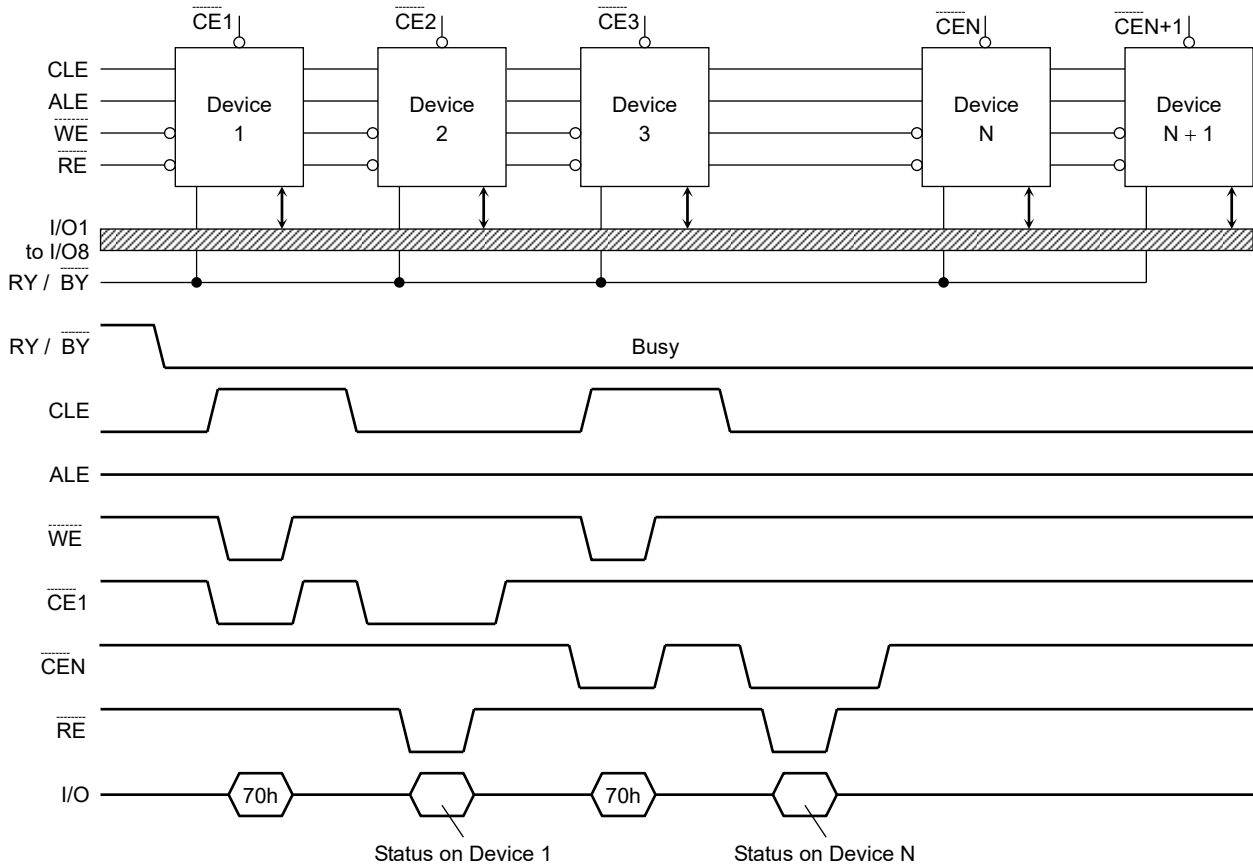 CE1 CE2 CE3 CEN CEN+1
CLE
ALE
WE
RE
Device 1
Device 2
Device 3
Device N
Device N + 1
I/O1 to I/O8
RY / BY
RY / BY
Busy
CLE
ALE
WE
CE1
CEN
RE
I/O
70h
70h
Status on Device 1
Status on Device N